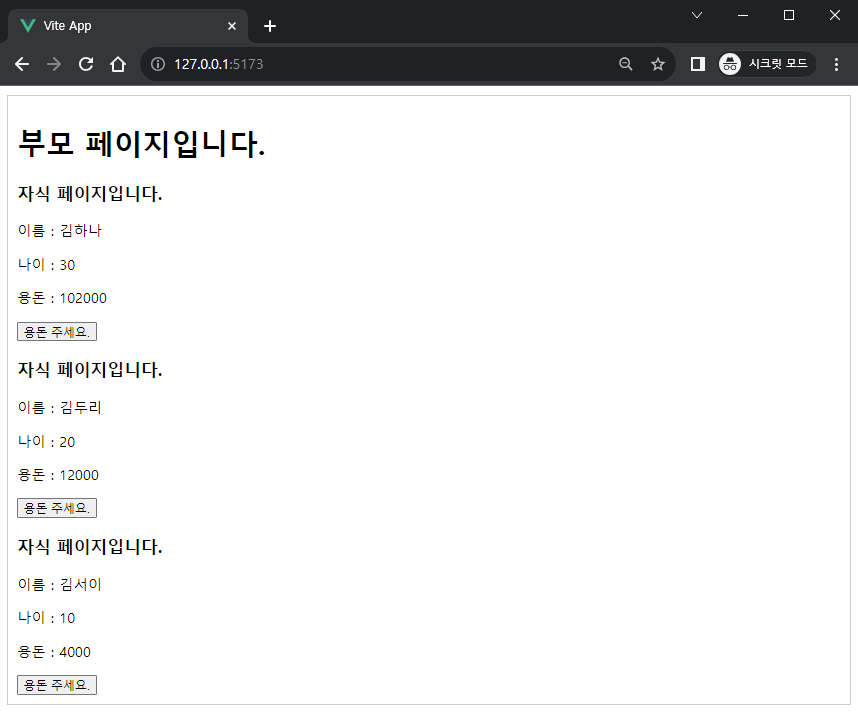 Vite App
127.0.0.1:5173
시크릿 모드
부모 페이지입니다.
자식 페이지입니다.
이름 : 김하나
나이 : 30
용돈 : 102000
용돈 주세요.
자식 페이지입니다.
이름 : 김두리
나이 : 20
용돈 : 12000
용돈 주세요.
자식 페이지입니다.
이름 : 김서이
나이 : 10
용돈 : 4000
용돈 주세요.